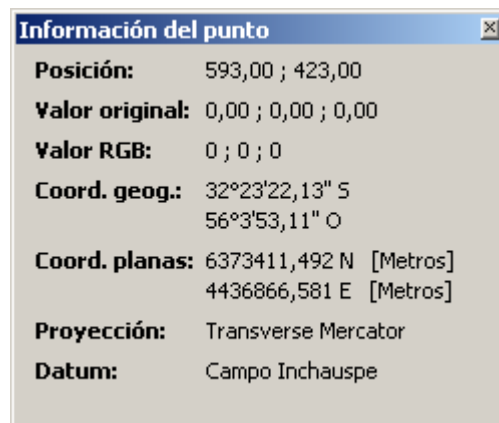 Información del punto
Posición: 593,00 ; 423,00
Valor original: 0,00 ; 0,00 ; 0,00
Valor RGB: 0 ; 0 ; 0
Coord. geog.: 32°23'22,13" S
56°3'53,11" O
Coord. planas: 6373411,492 N [Metros]
4436866,581 E [Metros]
Proyección: Transverse Mercator
Datum: Campo Inchauspe